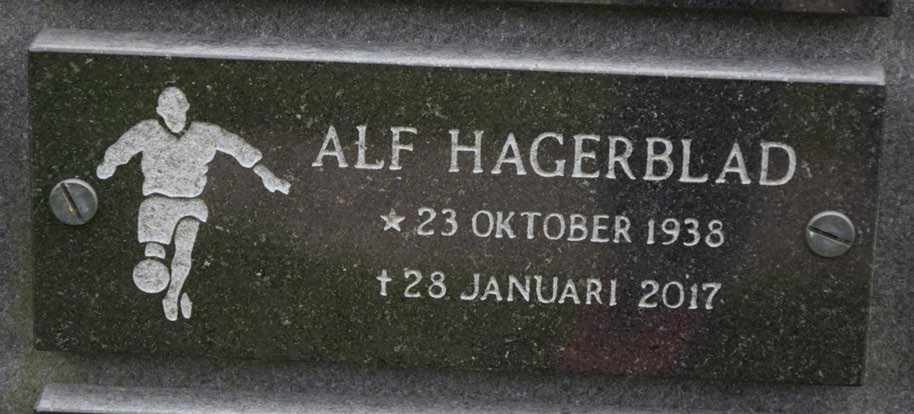 ALF HAGERBLAD
★ 23 OKTOBER 1938
† 28 JANUARI 2017